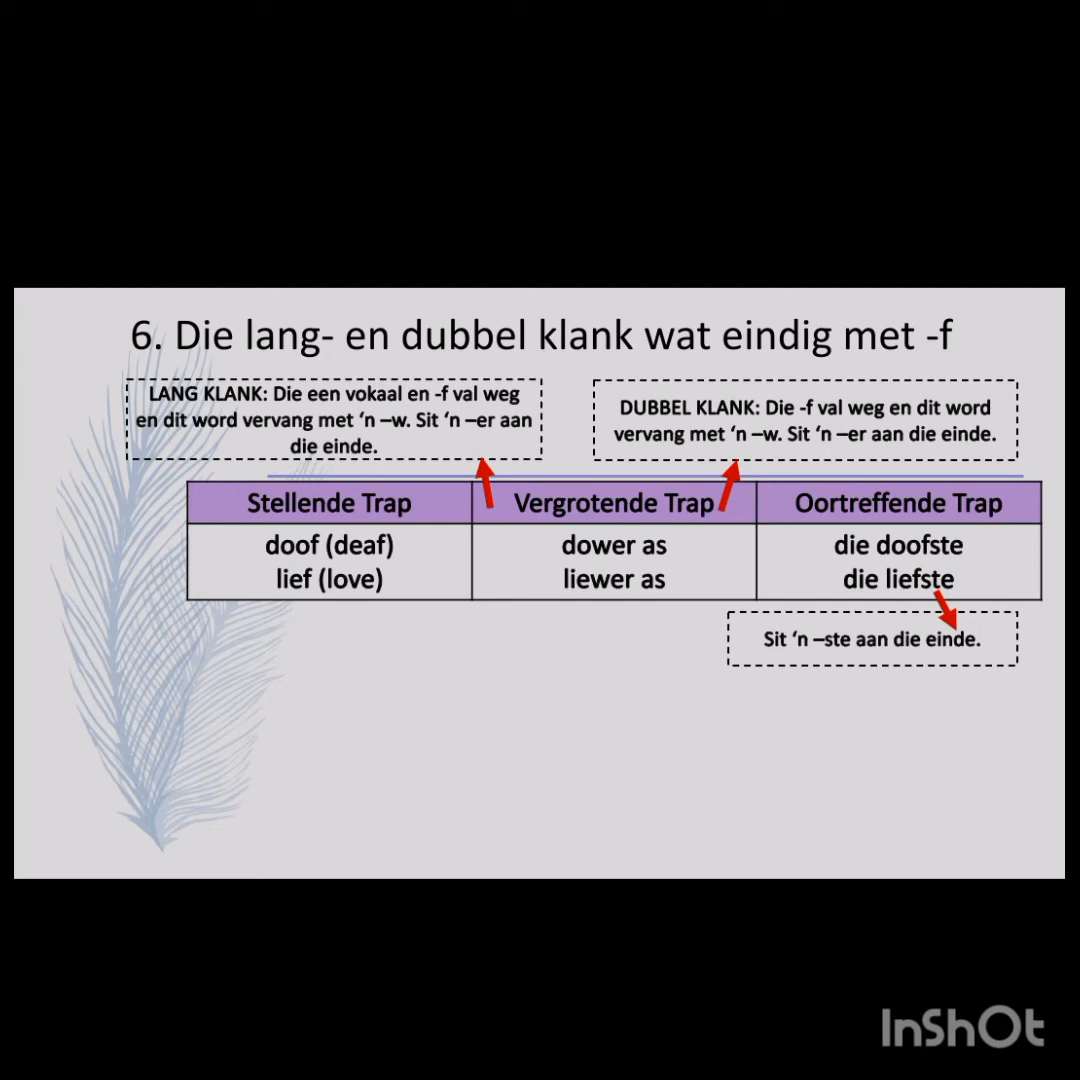 6. Die lang- en dubbel klank wat eindig met -f
LANG KLANK: Die een vokaal en -f val weg
en dit word vervang met ‘n –w. Sit ‘n –er aan
die einde.
DUBBEL KLANK: Die -f val weg en dit word
vervang met ‘n –w. Sit ‘n –er aan die einde.
Stellende Trap Vergrotende Trap Oortreffende Trap
doof (deaf) dower as die doofste
lief (love) liewer as die liefste
Sit ‘n –ste aan die einde.
InShOt